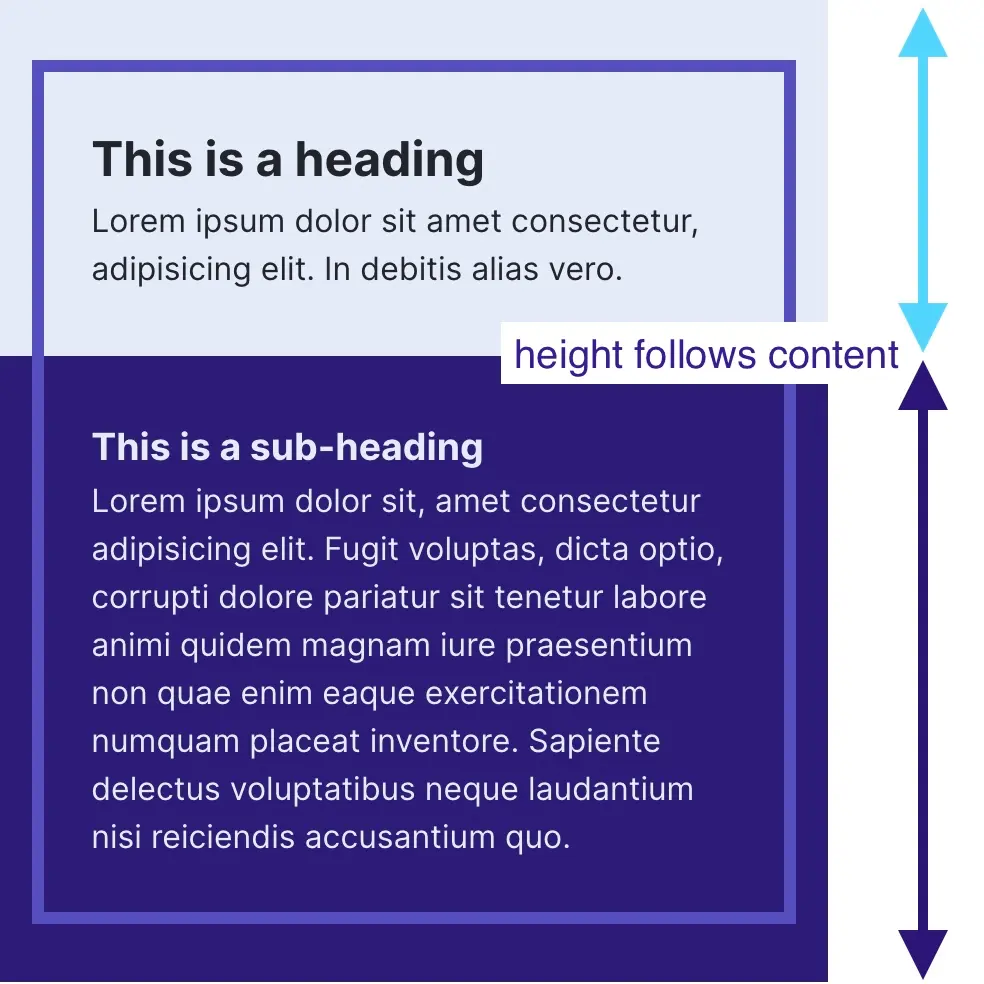 This is a heading
Lorem ipsum dolor sit amet consectetur,
adipisicing elit. In debitis alias vero.
height follows content
This is a sub-heading
Lorem ipsum dolor sit, amet consectetur
adipisicing elit. Fugit voluptas, dicta optio,
corrupti dolore pariatur sit tenetur labore
animi quidem magnam iure praesentium
non quae enim eaque exercitationem
numquam placeat inventore. Sapiente
delectus voluptatibus neque laudantium
nisi reiciendis accusantium quo.